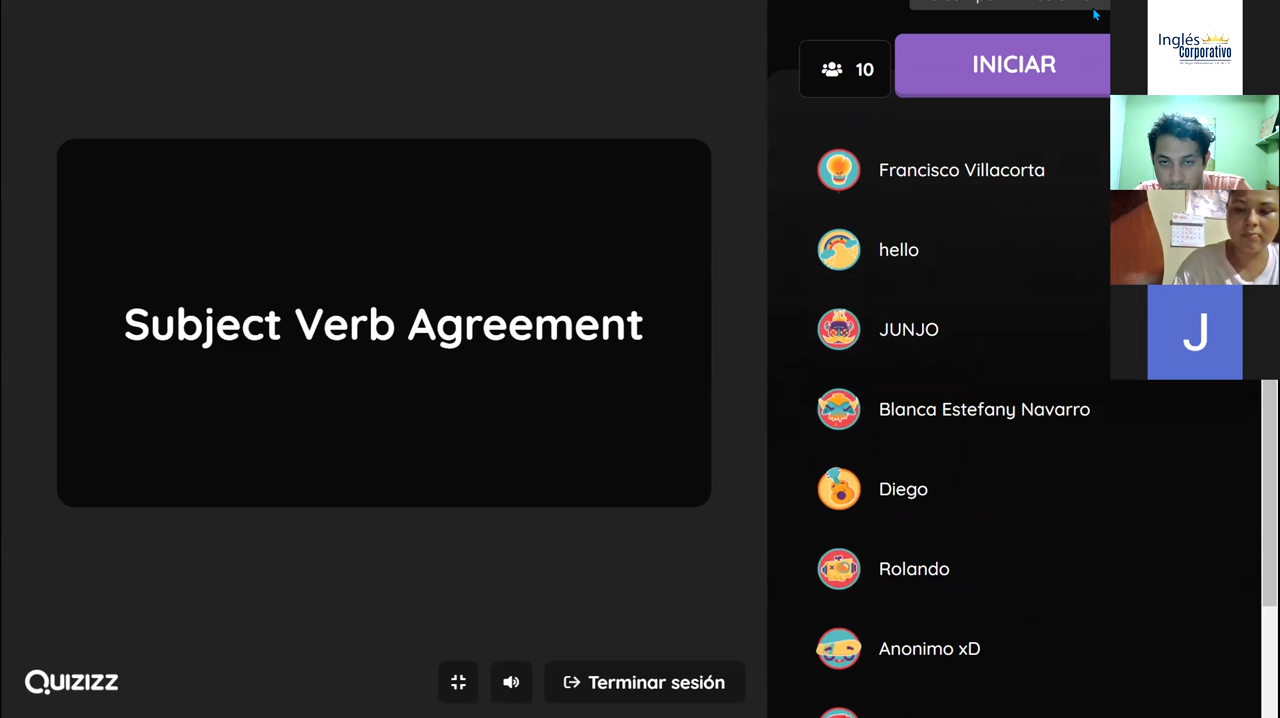 10
INICIAR
Inglés
Corporativo
Francisco Villacorta
hello
JUNJO
Blanca Estefany Navarro
Diego
Rolando
Anonimo xD
Subject Verb Agreement
J
Quizizz
Terminar sesión